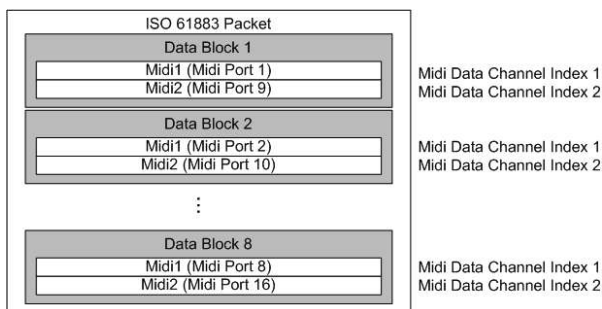 ISO 61883 Packet
Data Block 1
Midi1 (Midi Port 1) Midi Data Channel Index 1
Midi2 (Midi Port 9) Midi Data Channel Index 2
Data Block 2
Midi1 (Midi Port 2) Midi Data Channel Index 1
Midi2 (Midi Port 10) Midi Data Channel Index 2
⋮
Data Block 8
Midi1 (Midi Port 8) Midi Data Channel Index 1
Midi2 (Midi Port 16) Midi Data Channel Index 2